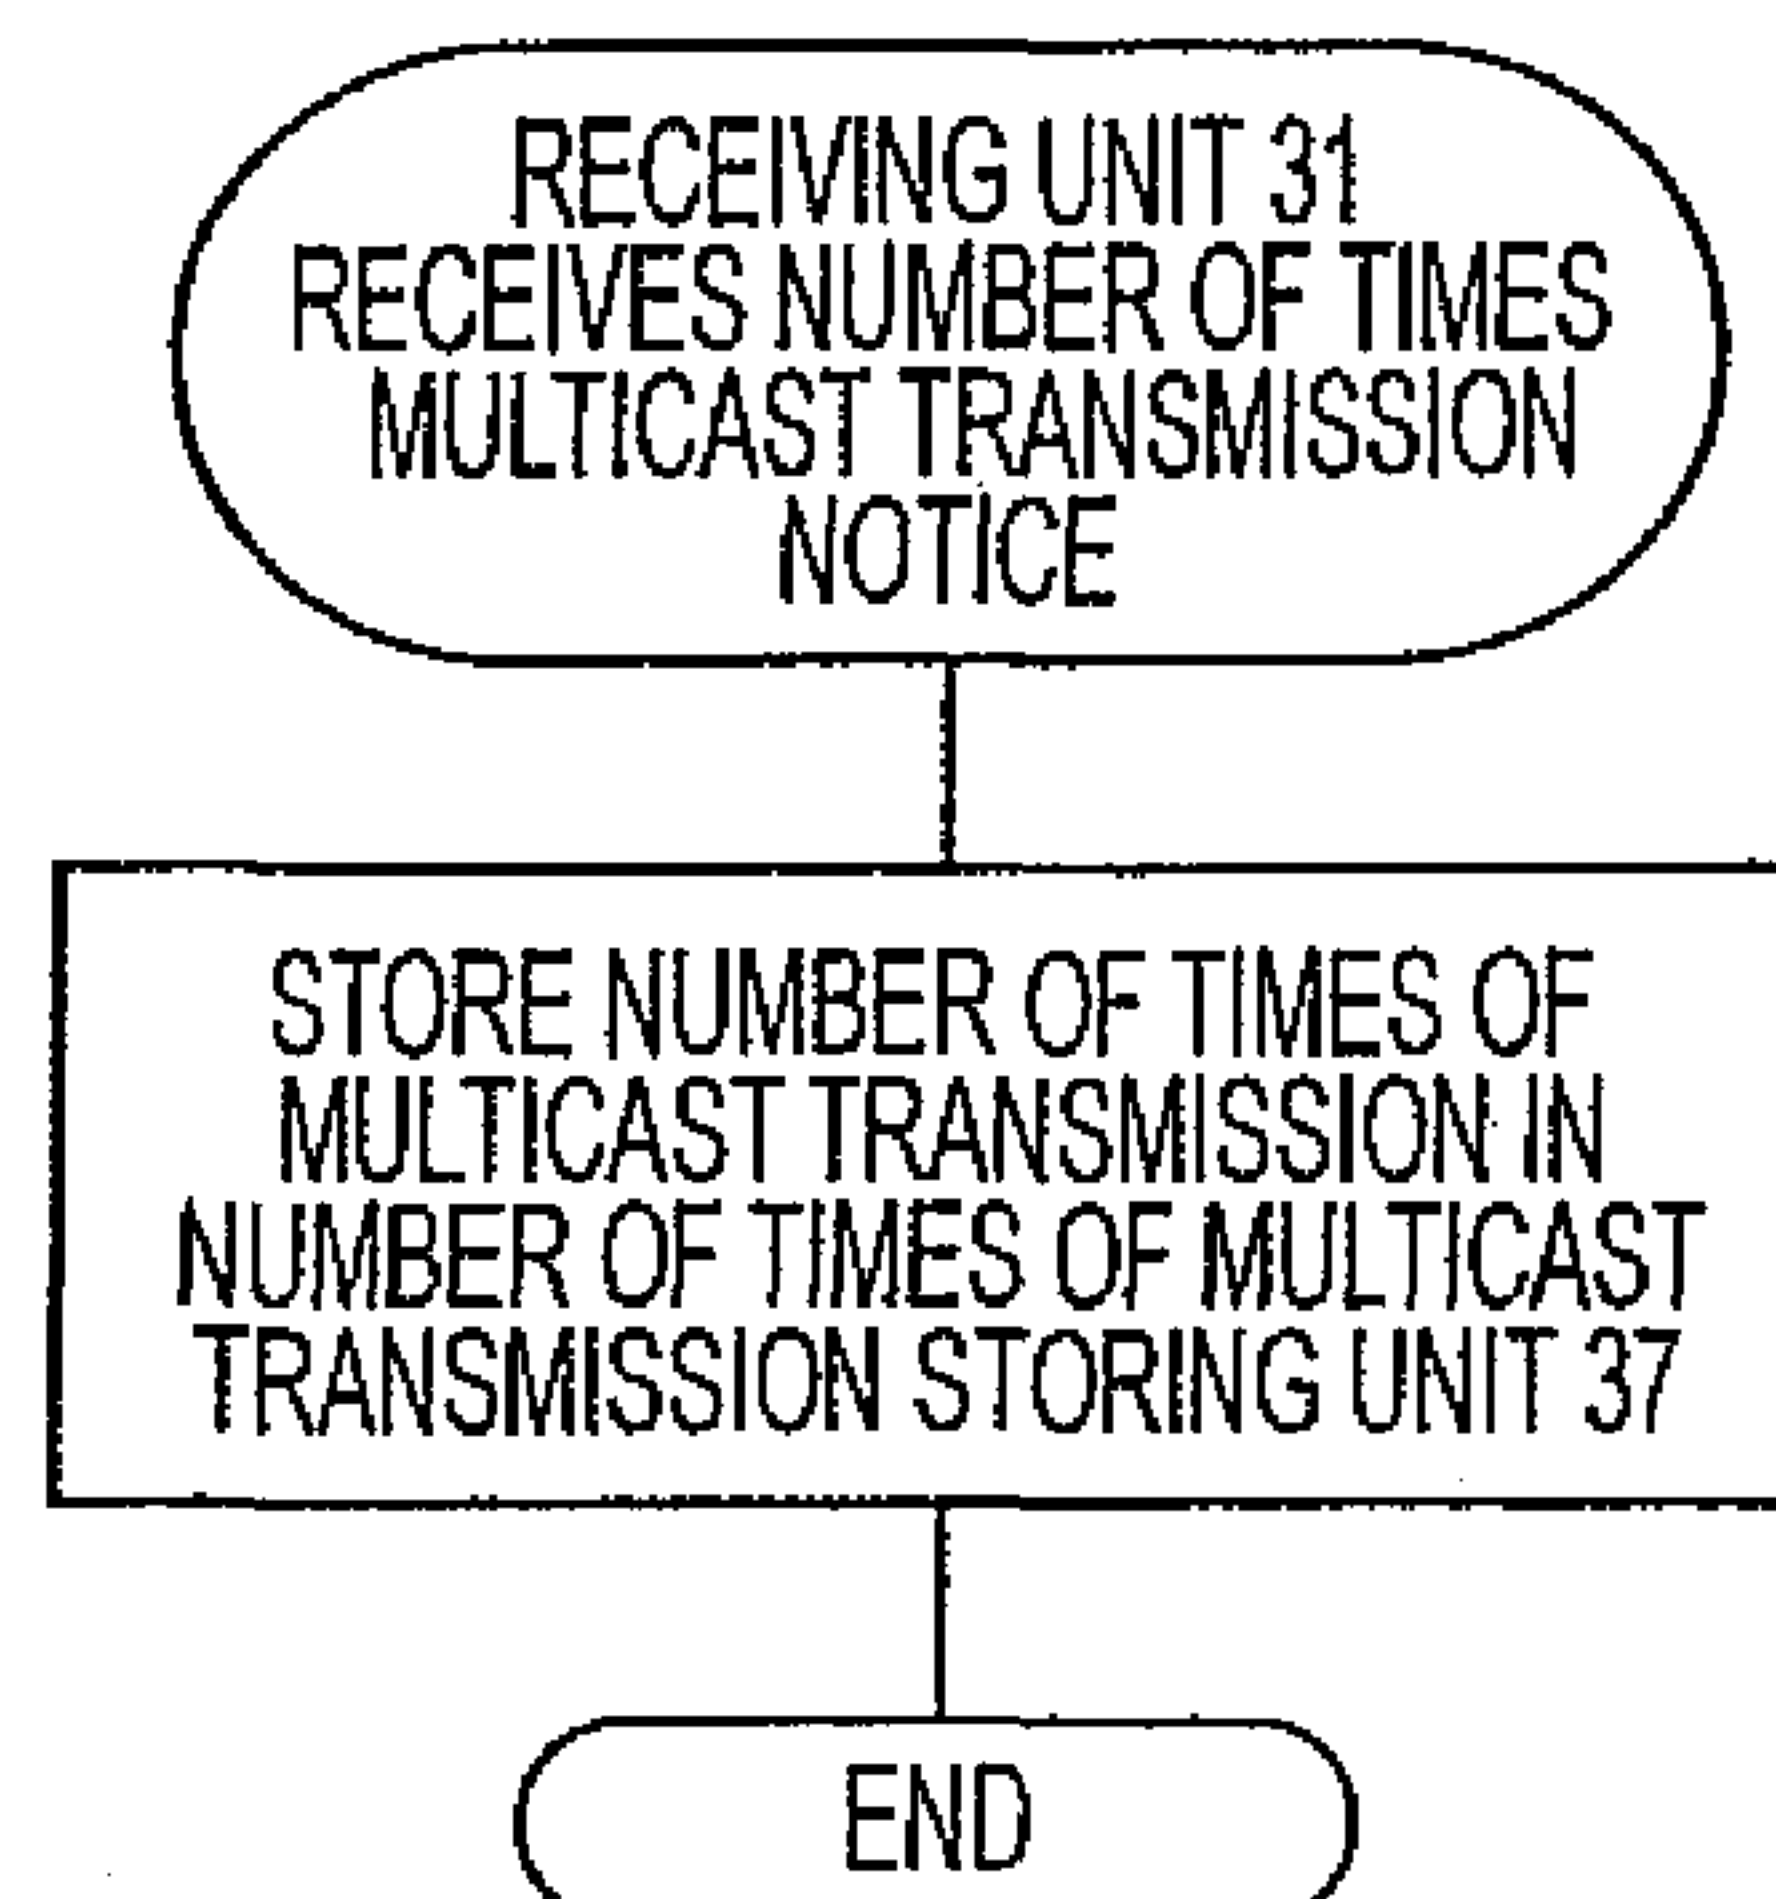 RECEIVING UNIT 31
RECEIVES NUMBER OF TIMES
MULTICAST TRANSMISSION
NOTICE
STORE NUMBER OF TIMES OF
MULTICAST TRANSMISSION IN
NUMBER OF TIMES OF MULTICAST
TRANSMISSION STORING UNIT 37
END